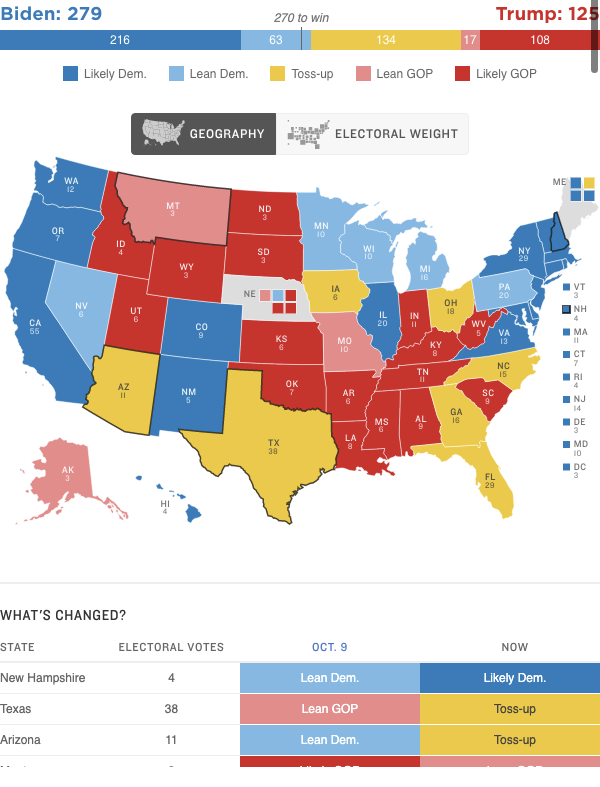 Biden: 279
Trump: 125
270 to win
216
63
134
17
108
Likely Dem.
Lean Dem.
Toss-up
Lean GOP
Likely GOP
GEOGRAPHY
ELECTORAL WEIGHT
WA
12
OR
7
CA
55
NV
6
ID
4
MT
3
WY
3
UT
6
CO
9
AZ
11
NM
5
ND
3
SD
3
NE
KS
6
OK
7
TX
38
MN
10
IA
6
MO
10
AR
6
LA
8
WI
10
IL
20
MI
16
IN
11
OH
18
KY
8
TN
11
MS
6
AL
9
GA
16
FL
29
SC
9
NC
15
VA
13
WV
5
PA
20
NY
29
ME
AK
3
HI
4
VT
3
NH
4
MA
11
CT
7
RI
4
NJ
14
DE
3
MD
10
DC
3
WHAT'S CHANGED?
STATE ELECTORAL VOTES OCT. 9 NOW
New Hampshire 4 Lean Dem. Likely Dem.
Texas 38 Lean GOP Toss-up
Arizona 11 Lean Dem. Toss-up